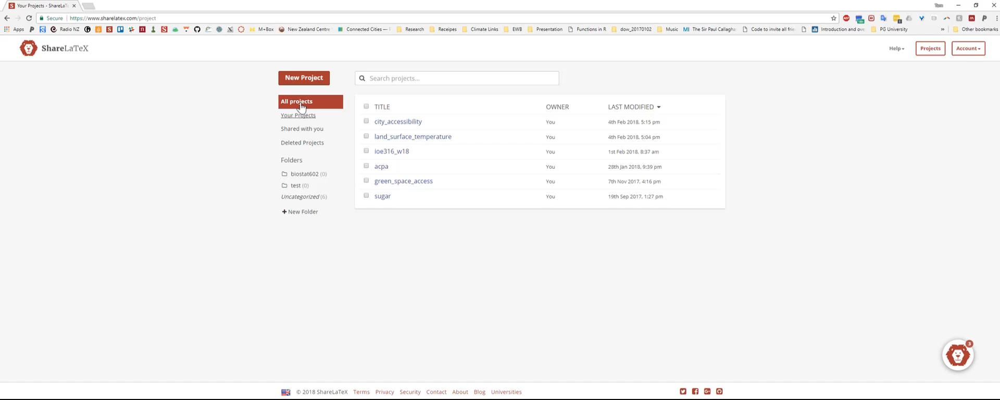 Your Projects - ShareLaT
Tom
Secure
https://www.sharelatex.com/project
Apps
Radio NZ
M+Box
New Zealand Centre
Connected Cities —
Research
Receipes
Climate Links
EWB
Presentation
Functions in R
dow_20170102
Music
The Sir Paul Callagha
Code to invite all frie
Introduction and ove
PG University
»
Other bookmarks
ShareLaTeX
Help
Projects
Account
New Project
Search projects...
All projects
Your Projects
Shared with you
Deleted Projects
Folders
biostat602 (0)
test (0)
Uncategorized (6)
+ New Folder
TITLE OWNER LAST MODIFIED
city_accessibility You 4th Feb 2018, 5:15 pm
land_surface_temperature You 4th Feb 2018, 5:04 pm
ioe316_w18 You 1st Feb 2018, 8:37 am
acpa You 28th Jan 2018, 9:39 pm
green_space_access You 7th Nov 2017, 4:16 pm
sugar You 19th Sep 2017, 1:27 pm
3
© 2018 ShareLaTeX Terms Privacy Security Contact About Blog Universities